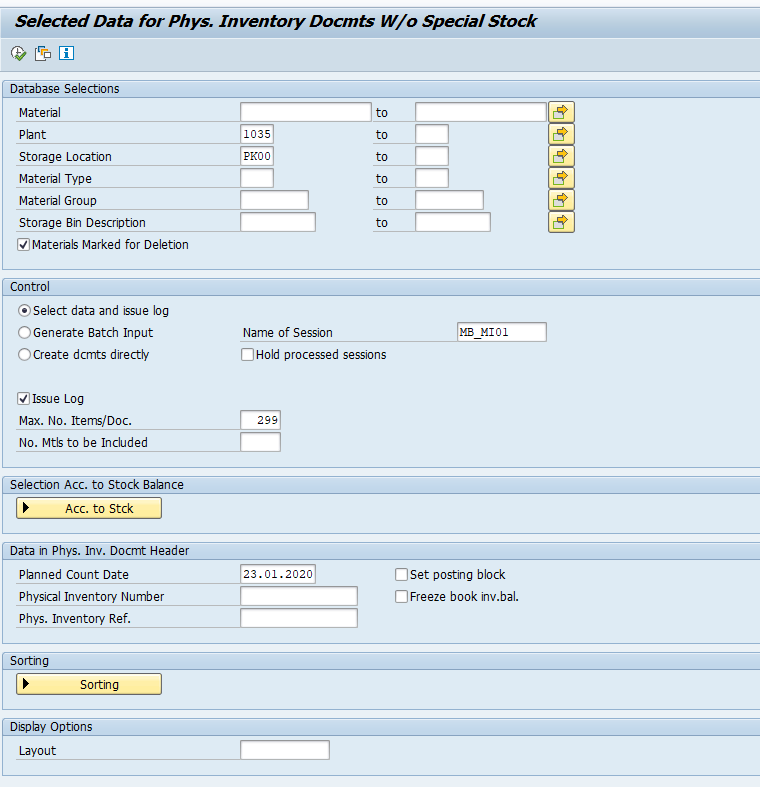 Selected Data for Phys. Inventory Docmts W/o Special Stock
Database Selections
Material to
Plant 1035 to
Storage Location PK00 to
Material Type to
Material Group to
Storage Bin Description to
Materials Marked for Deletion
Control
Select data and issue log
Generate Batch Input Name of Session MB_MI01
Create dcmts directly Hold processed sessions
Issue Log
Max. No. Items/Doc. 299
No. Mtls to be Included
Selection Acc. to Stock Balance
Acc. to Stck
Data in Phys. Inv. Docmt Header
Planned Count Date 23.01.2020 Set posting block
Physical Inventory Number Freeze book inv.bal.
Phys. Inventory Ref.
Sorting
Sorting
Display Options
Layout